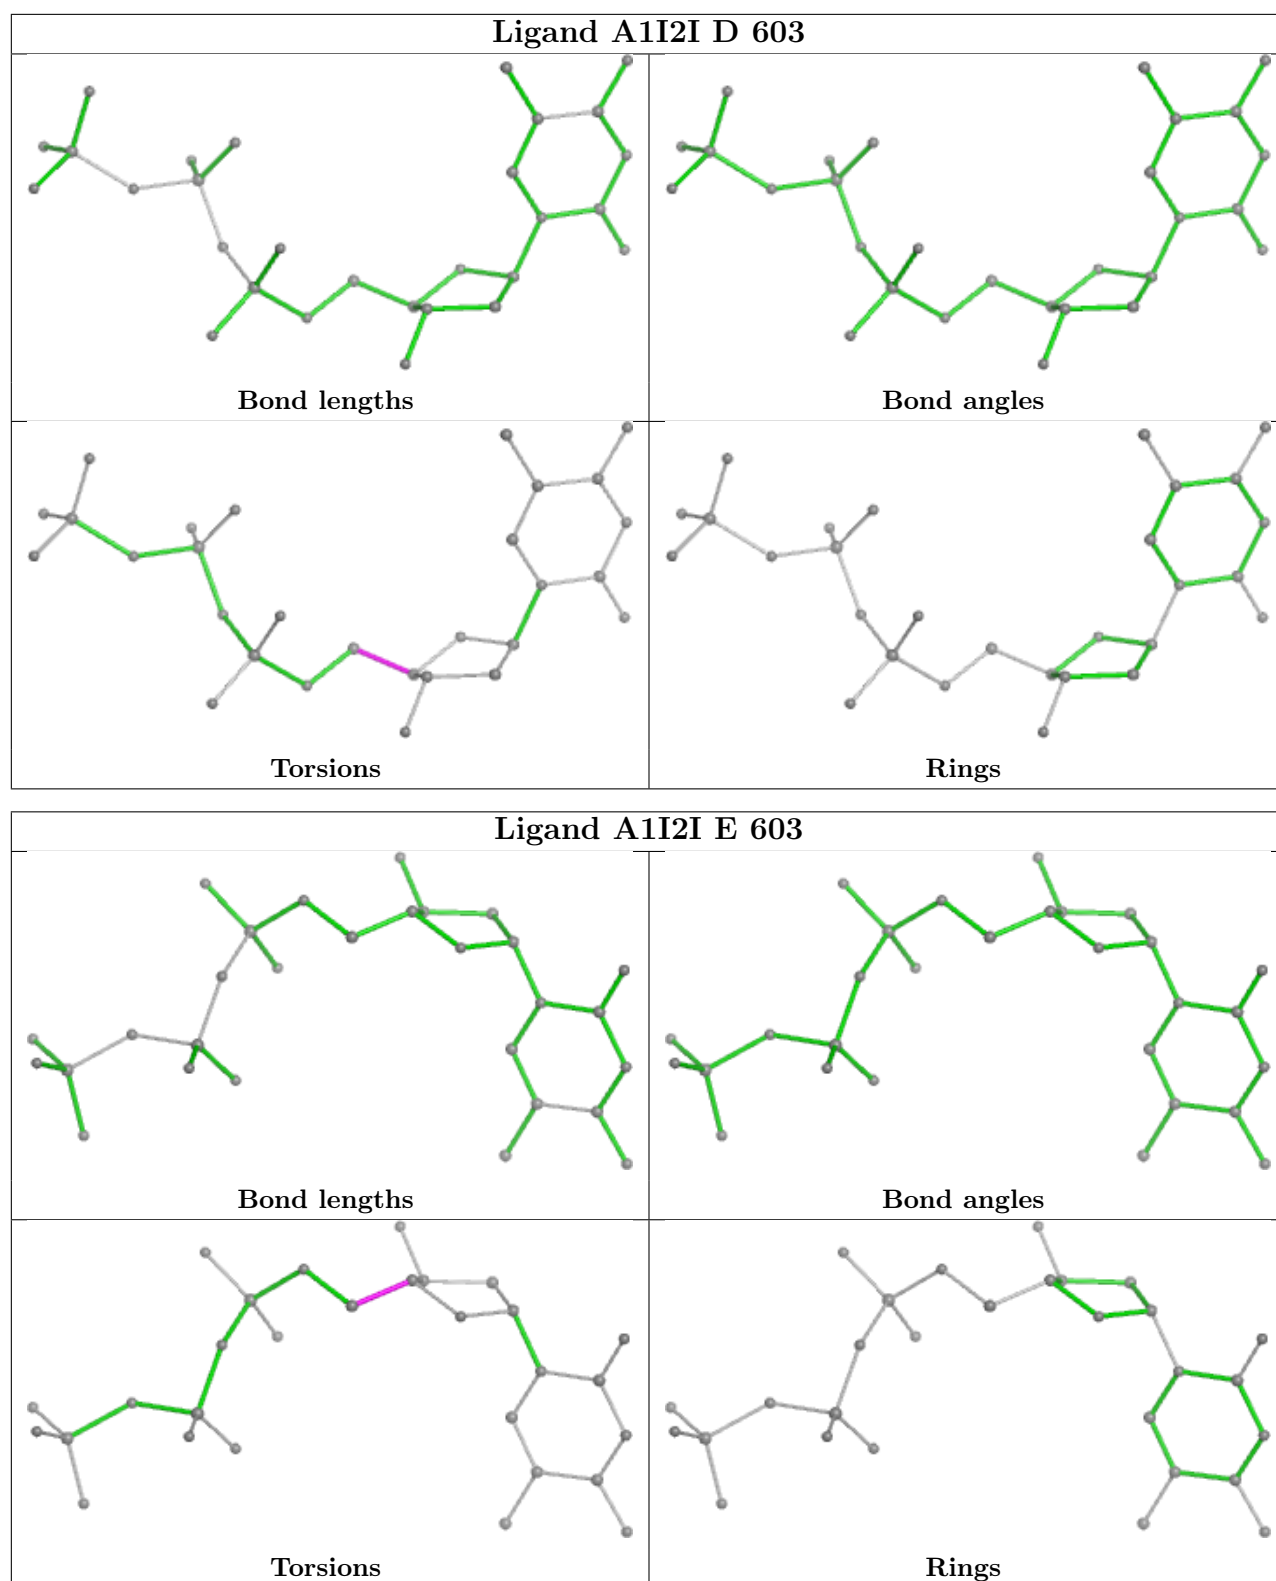 Ligand A1I2I D 603
Bond lengths
Bond angles
Torsions
Rings
Ligand A1I2I E 603
Bond lengths
Bond angles
Torsions
Rings